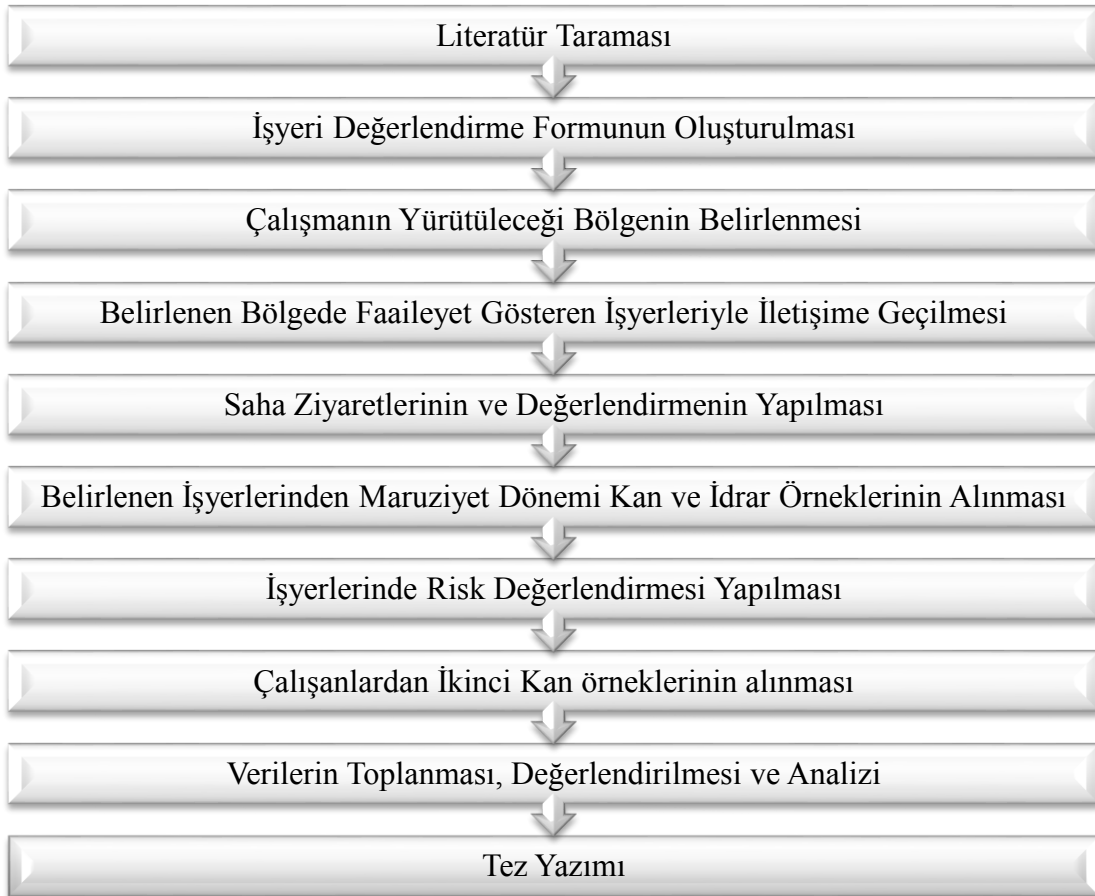 Literatür Taraması
İşyeri Değerlendirme Formunun Oluşturulması
Çalışmanın Yürütüleceği Bölgenin Belirlenmesi
Belirlenen Bölgede Faaileyet Gösteren İşyerleriyle İletişime Geçilmesi
Saha Ziyaretlerinin ve Değerlendirmenin Yapılması
Belirlenen İşyerlerinden Maruziyet Dönemi Kan ve İdrar Örneklerinin Alınması
İşyerlerinde Risk Değerlendirmesi Yapılması
Çalışanlardan İkinci Kan örneklerinin alınması
Verilerin Toplanması, Değerlendirilmesi ve Analizi
Tez Yazımı